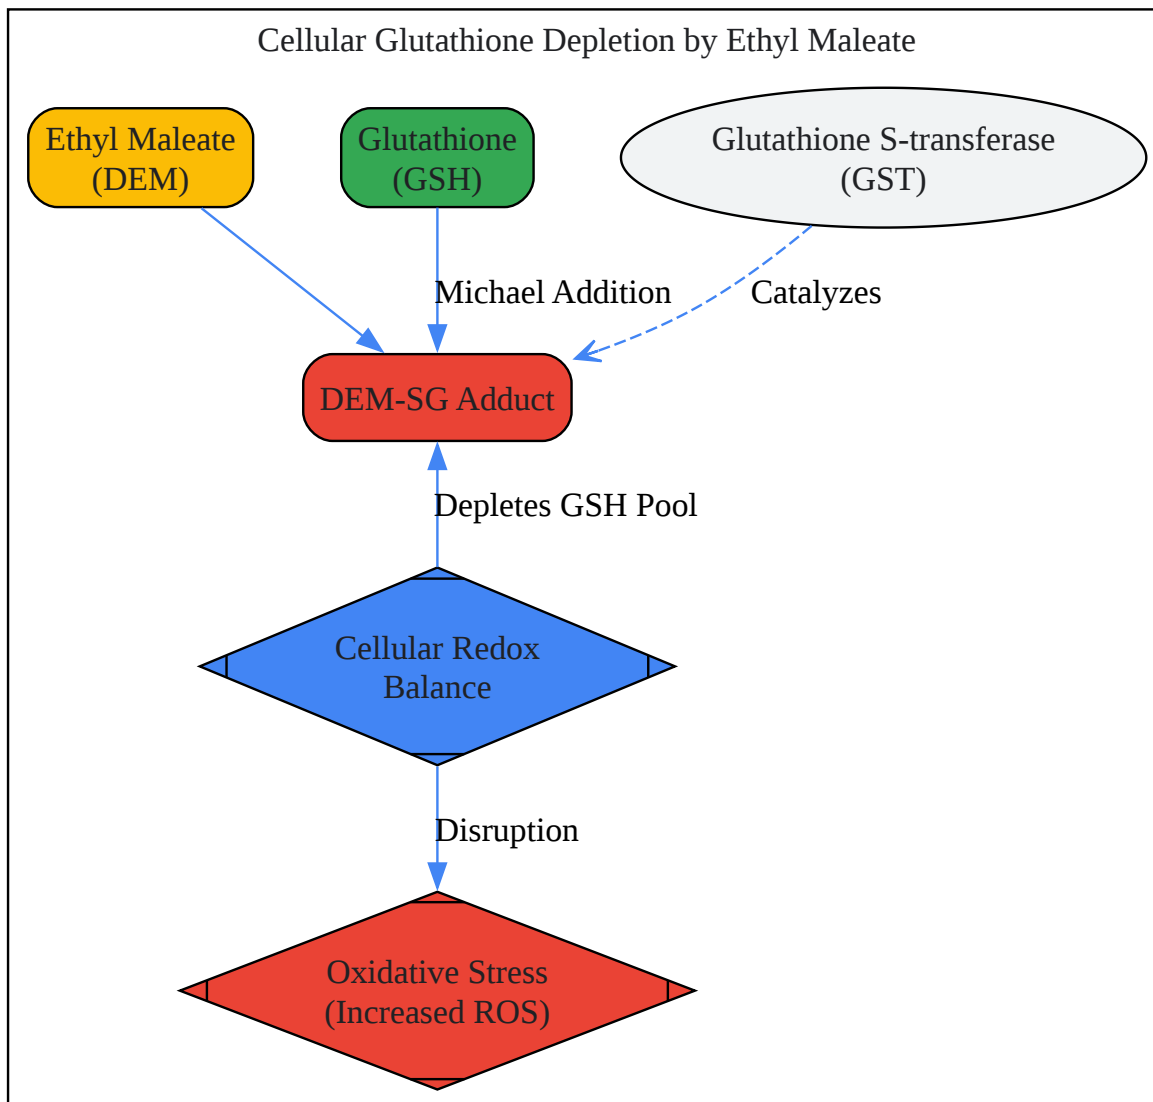 Cellular Glutathione Depletion by Ethyl Maleate
Ethyl Maleate
(DEM)
Glutathione
(GSH)
Glutathione S-transferase
(GST)
Michael Addition
Catalyzes
DEM-SG Adduct
Depletes GSH Pool
Cellular Redox
Balance
Disruption
Oxidative Stress
(Increased ROS)